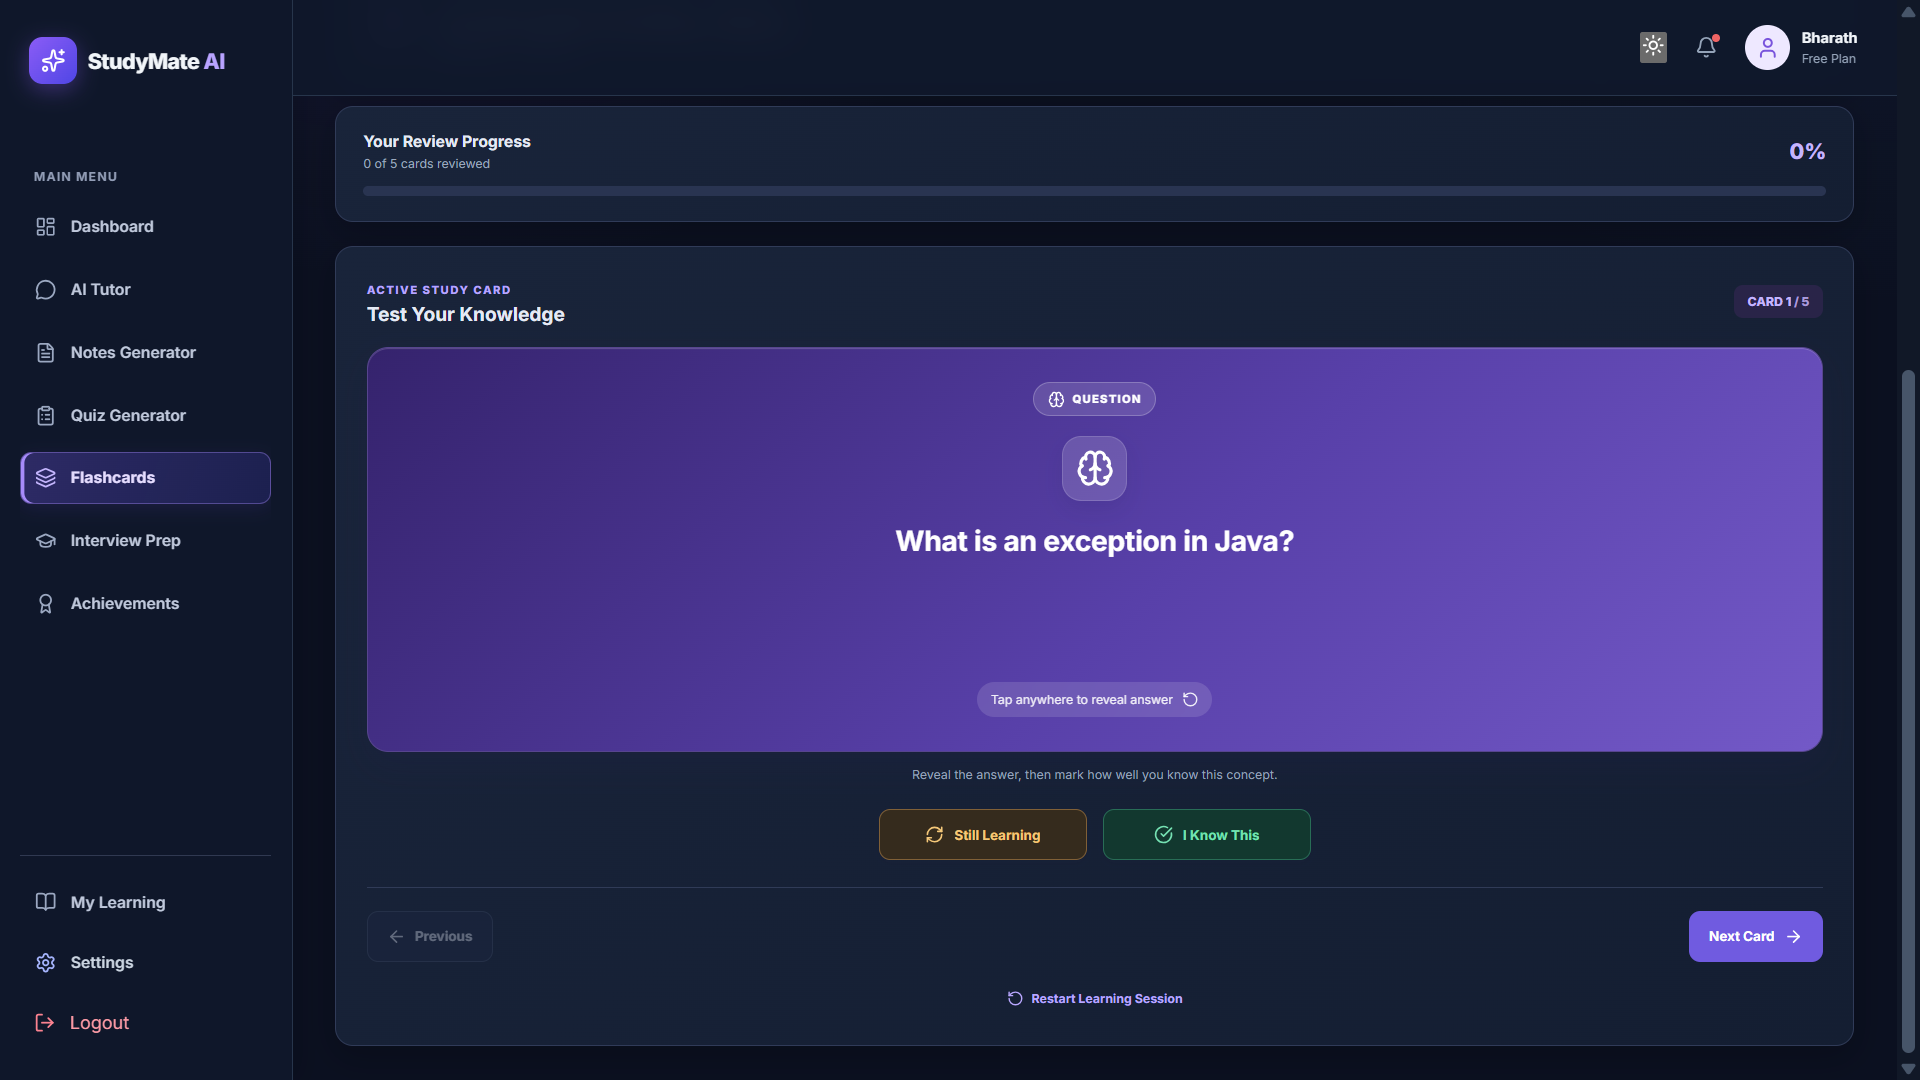 StudyMate AI
Bharath
Free Plan
MAIN MENU
Dashboard
AI Tutor
Notes Generator
Quiz Generator
Flashcards
Interview Prep
Achievements
My Learning
Settings
Logout
Your Review Progress
0 of 5 cards reviewed
0%
ACTIVE STUDY CARD
Test Your Knowledge
CARD 1 / 5
QUESTION
What is an exception in Java?
Tap anywhere to reveal answer
Reveal the answer, then mark how well you know this concept.
Still Learning
I Know This
Previous
Next Card
Restart Learning Session